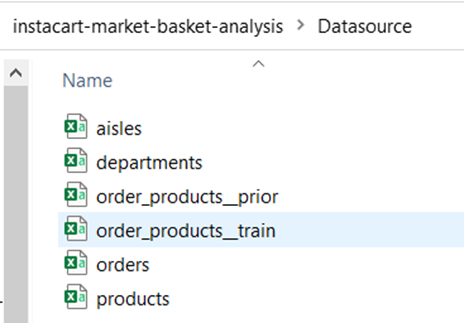 instacart-market-basket-analysis > Datasource
Name
aisles
departments
order_products__prior
order_products__train
orders
products